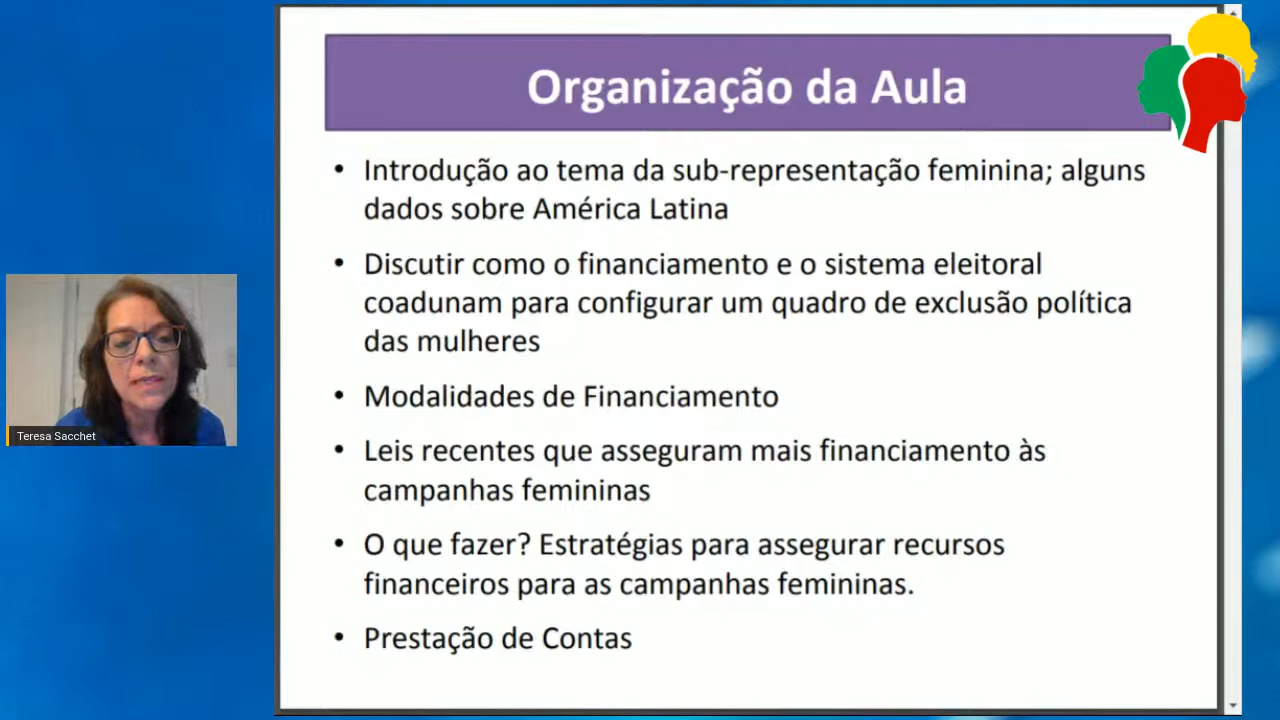 Organização da Aula
• Introdução ao tema da sub-representação feminina; alguns
dados sobre América Latina
• Discutir como o financiamento e o sistema eleitoral
coadunam para configurar um quadro de exclusão política
das mulheres
• Modalidades de Financiamento
• Leis recentes que asseguram mais financiamento às
campanhas femininas
• O que fazer? Estratégias para assegurar recursos
financeiros para as campanhas femininas.
• Prestação de Contas
Teresa Sacchet